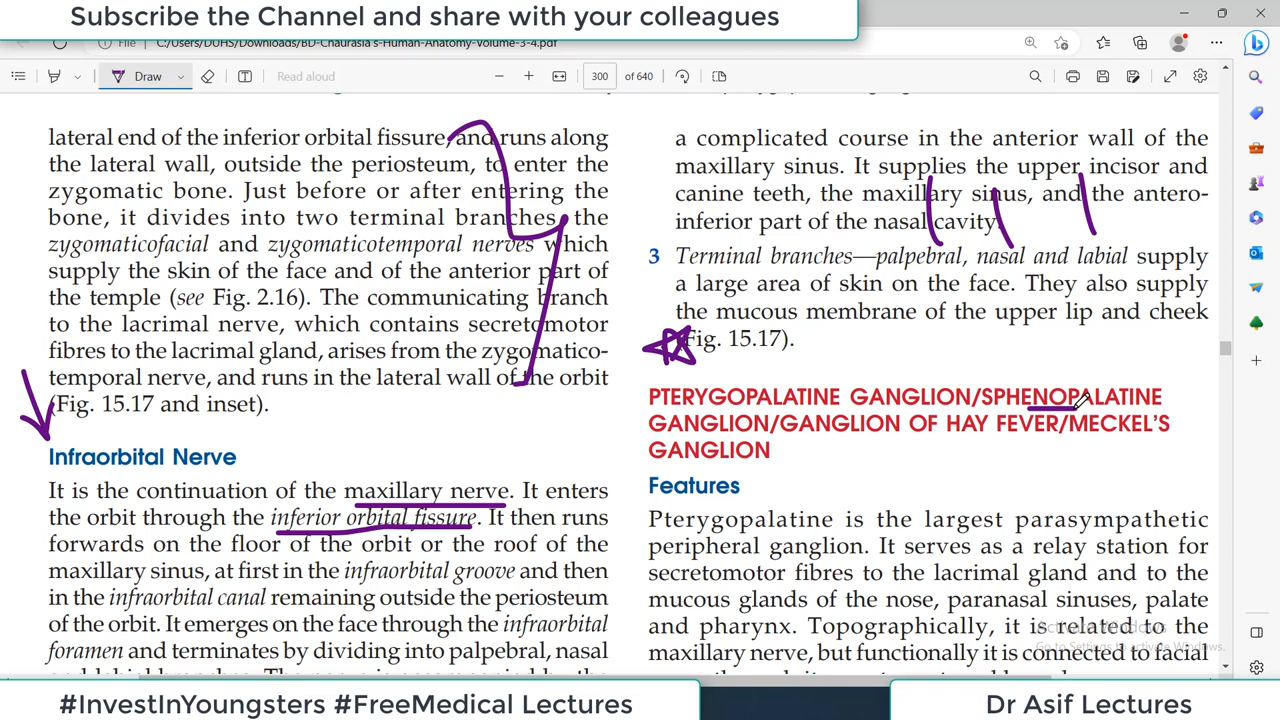 Subscribe the Channel and share with your colleagues
File C:/Users/DUHS/Downloads/BD-Chaurasia's-Human-Anatomy-Volume-3-4.pdf
Draw
Read aloud
300 of 640
lateral end of the inferior orbital fissure, and runs along
the lateral wall, outside the periosteum, to enter the
zygomatic bone. Just before or after entering the
bone, it divides into two terminal branches, the
zygomaticofacial and zygomaticotemporal nerves which
supply the skin of the face and of the anterior part of
the temple (see Fig. 2.16). The communicating branch
to the lacrimal nerve, which contains secretomotor
fibres to the lacrimal gland, arises from the zygomatico-
temporal nerve, and runs in the lateral wall of the orbit
(Fig. 15.17 and inset).
Infraorbital Nerve
It is the continuation of the maxillary nerve. It enters
the orbit through the inferior orbital fissure. It then runs
forwards on the floor of the orbit or the roof of the
maxillary sinus, at first in the infraorbital groove and then
in the infraorbital canal remaining outside the periosteum
of the orbit. It emerges on the face through the infraorbital
foramen and terminates by dividing into palpebral, nasal
a complicated course in the anterior wall of the
maxillary sinus. It supplies the upper incisor and
canine teeth, the maxillary sinus, and the antero-
inferior part of the nasal cavity.
3 Terminal branches—palpebral, nasal and labial supply
a large area of skin on the face. They also supply
the mucous membrane of the upper lip and cheek
(Fig. 15.17).
PTERYGOPALATINE GANGLION/SPHENOPALATINE
GANGLION/GANGLION OF HAY FEVER/MECKEL'S
GANGLION
Features
Pterygopalatine is the largest parasympathetic
peripheral ganglion. It serves as a relay station for
secretomotor fibres to the lacrimal gland and to the
mucous glands of the nose, paranasal sinuses, palate
and pharynx. Topographically, it is related to the
maxillary nerve, but functionally it is connected to facial
Activate Windows
Go to Settings to activate Windows.
#InvestInYoungsters #FreeMedical Lectures
Dr Asif Lectures